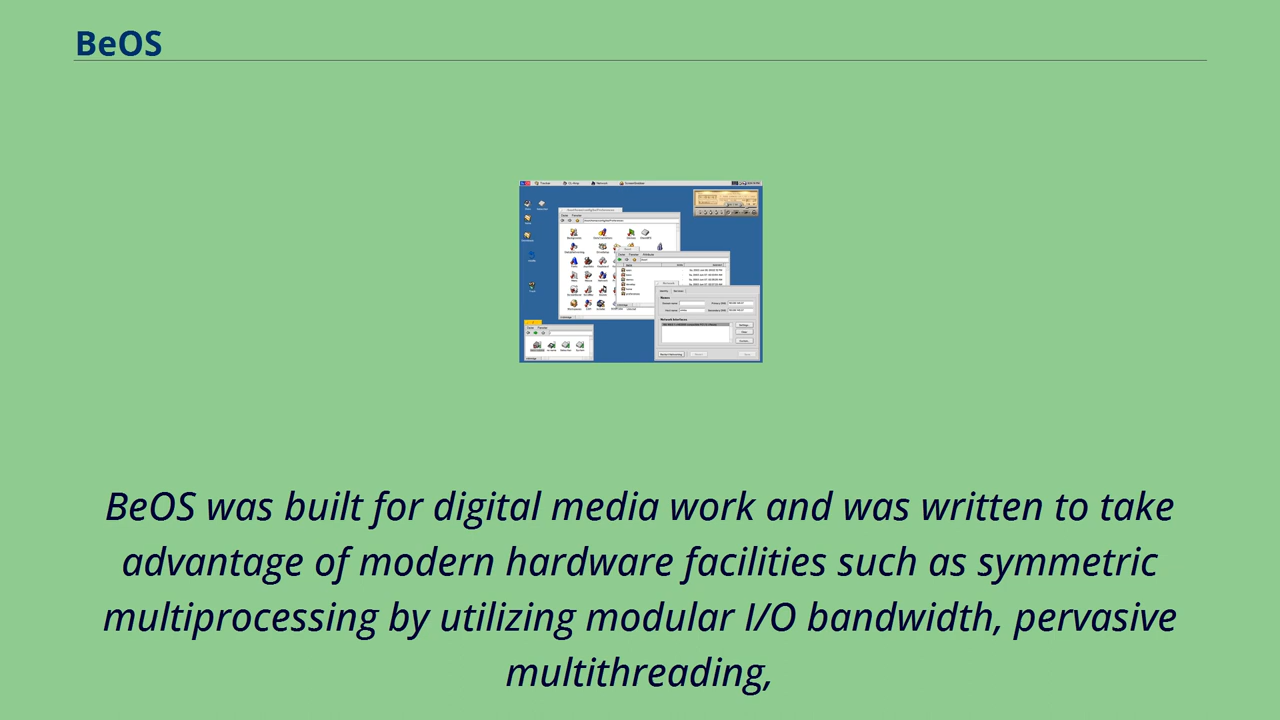 BeOS
BeOS was built for digital media work and was written to take
advantage of modern hardware facilities such as symmetric
multiprocessing by utilizing modular I/O bandwidth, pervasive
multithreading,